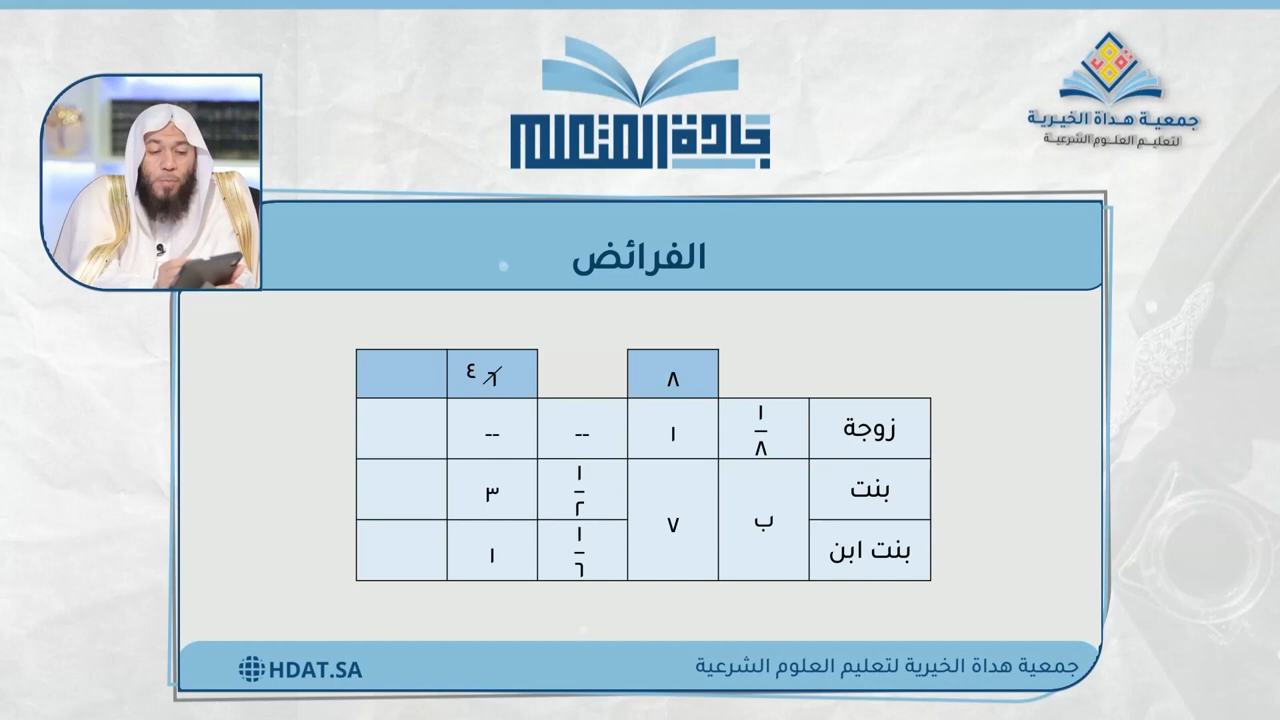 جادة المتعلم
جمعية هداة الخيرية
لتعليم العلوم الشرعية
الفرائض
٨ ٦ ٤
زوجة ١/٨ ١ -- --
بنت ب ٧ ١/٢ ٣
بنت ابن ١/٦ ١
جمعية هداة الخيرية لتعليم العلوم الشرعية
HDAT.SA